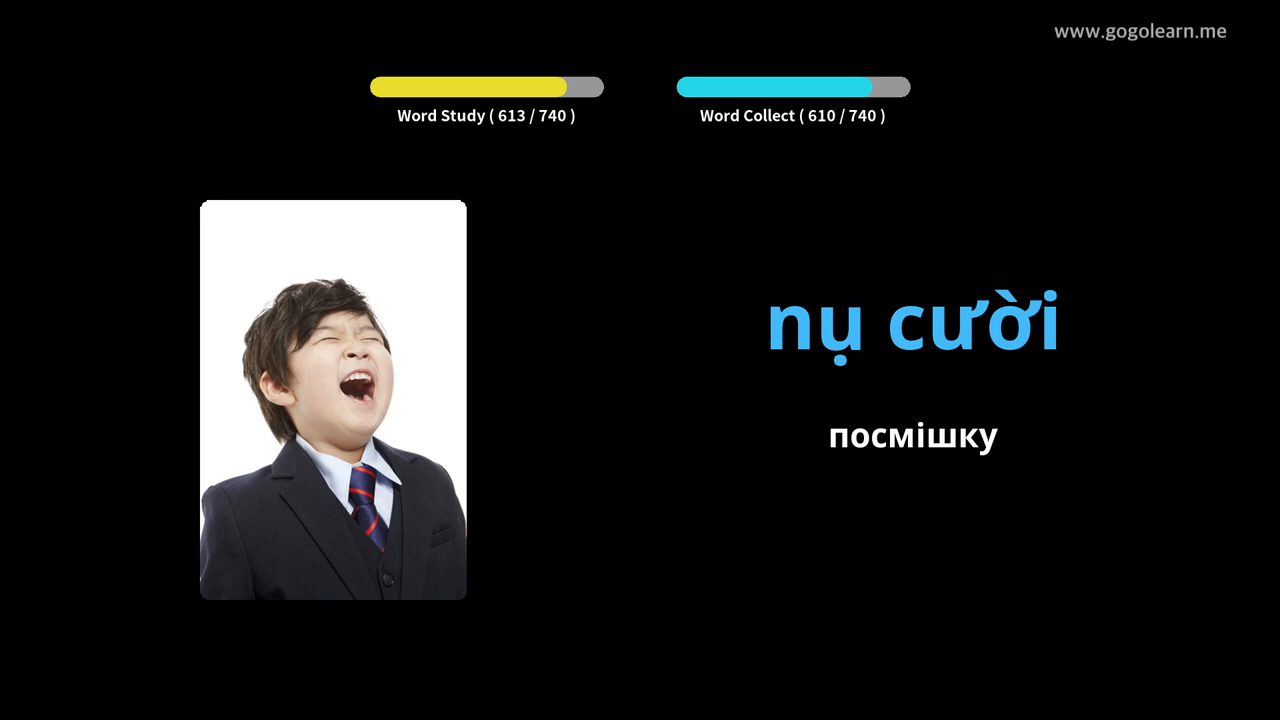 www.gogolearn.me
Word Study ( 613 / 740 )
Word Collect ( 610 / 740 )
nụ cười
посмішку